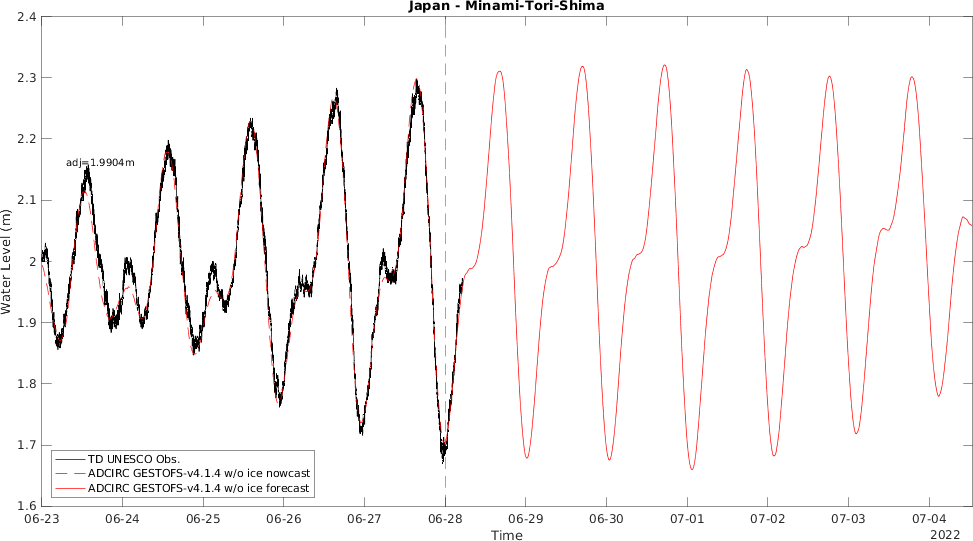 Japan - Minami-Tori-Shima
2.4
2.3
2.2
2.1
2
1.9
1.8
1.7
1.6
Water Level (m)
adj=1.9904m
TD UNESCO Obs.
ADCIRC GESTOFS-v4.1.4 w/o ice nowcast
ADCIRC GESTOFS-v4.1.4 w/o ice forecast
06-23 06-24 06-25 06-26 06-27 06-28 06-29 06-30 07-01 07-02 07-03 07-04
Time
2022